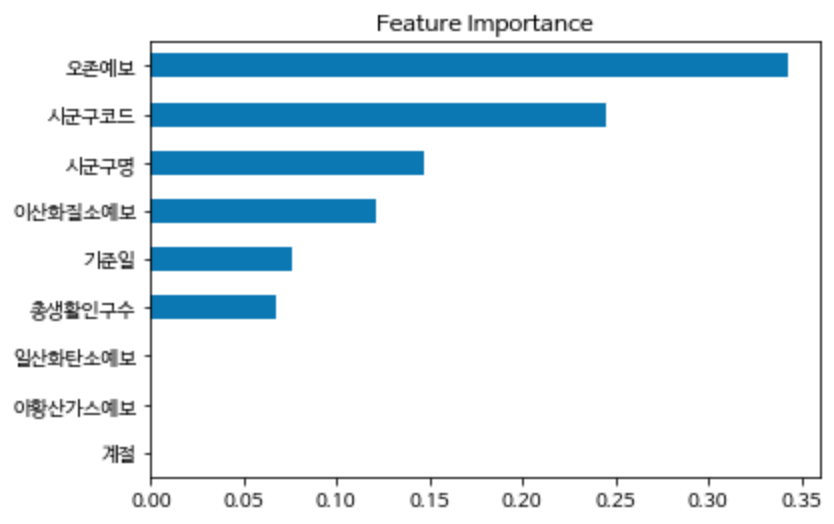 Feature Importance
오존예보
시군구코드
시군구명
이산화질소예보
기준일
총생활인구수
일산화탄소예보
아황산가스예보
계절
0.00 0.05 0.10 0.15 0.20 0.25 0.30 0.35